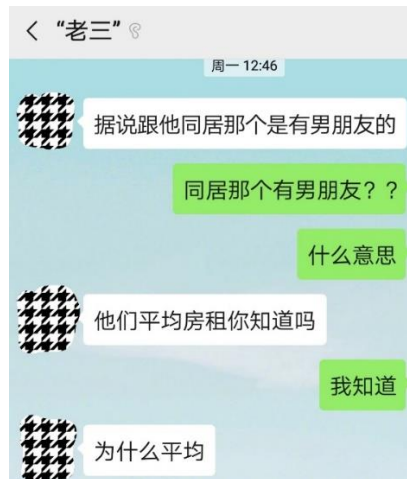 “老三”
周一 12:46
据说跟他同居那个是有男朋友的
同居那个有男朋友？？
什么意思
他们平均房租你知道吗
我知道
为什么平均